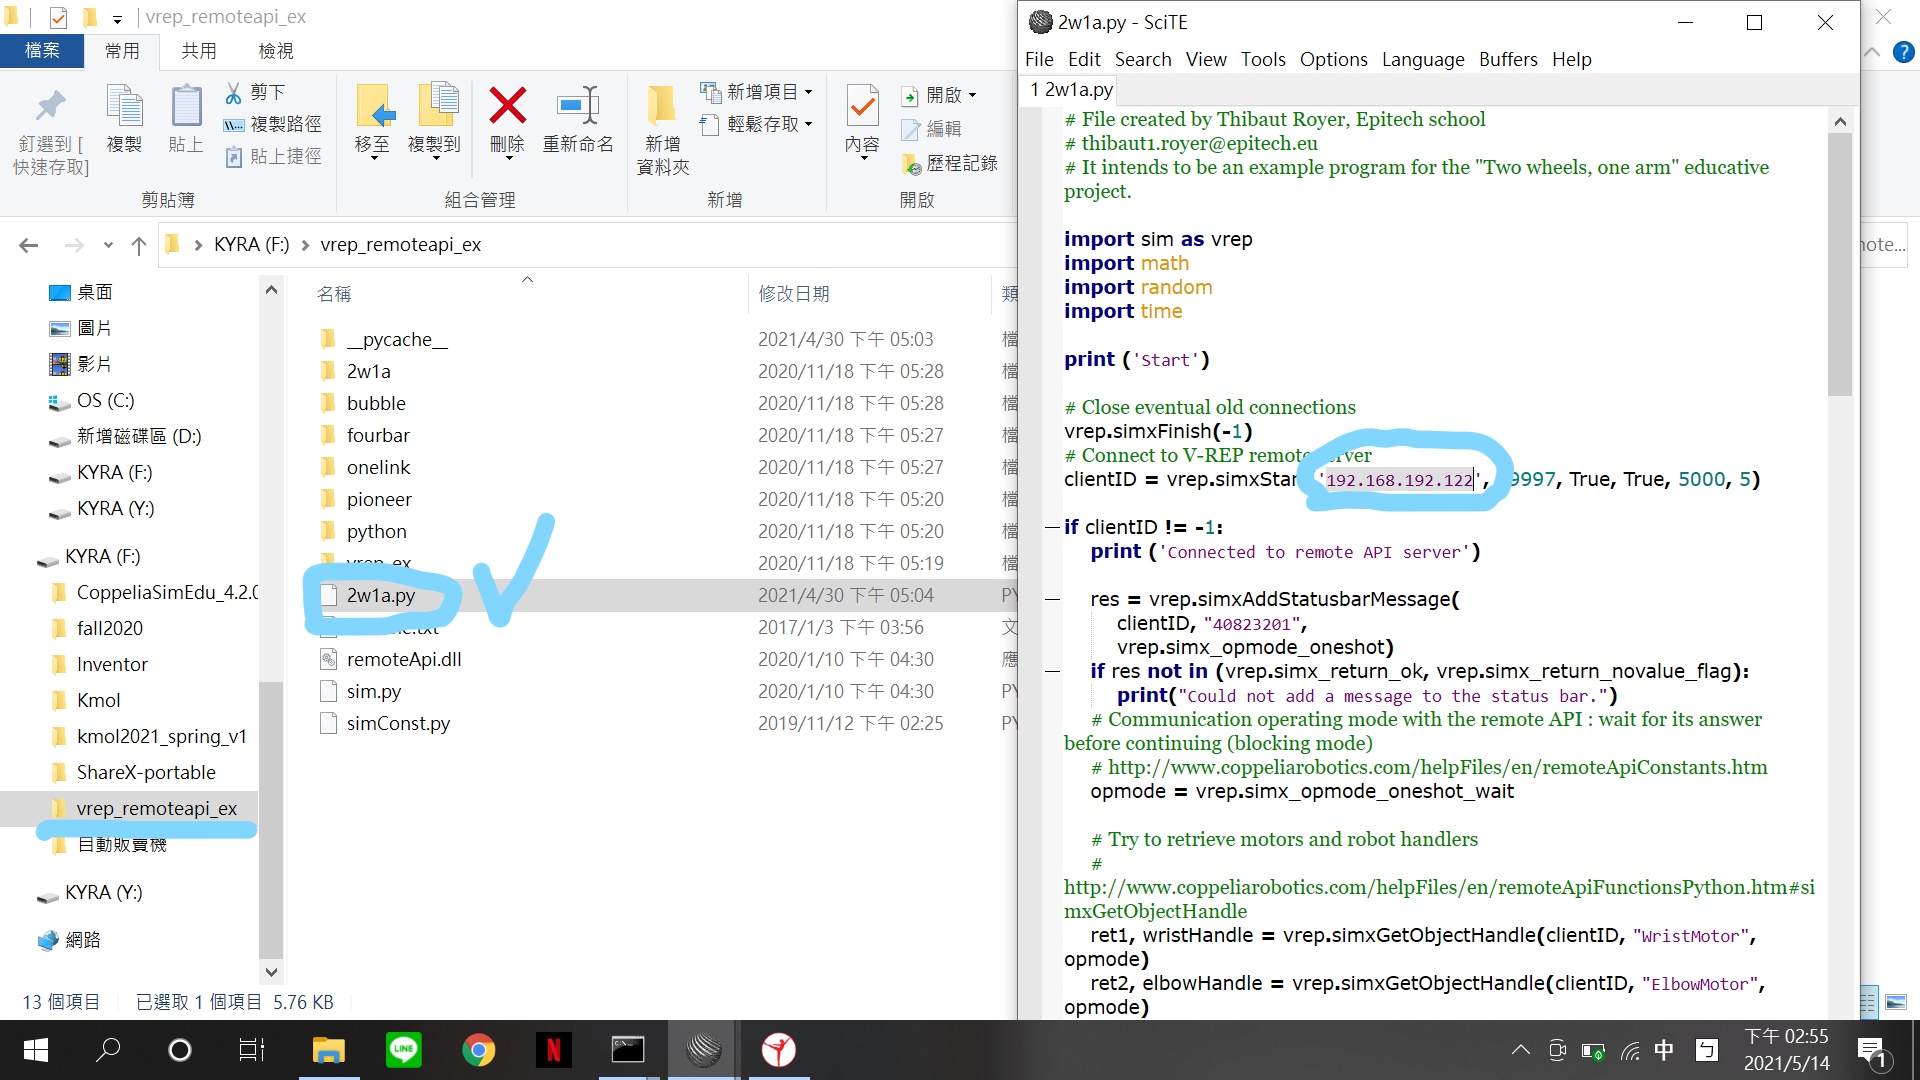 vrep_remoteapi_ex
檔案 常用 共用 檢視
釘選到 [快速存取]
複製
貼上
剪下
複製路徑
貼上捷徑
剪貼簿
移至
複製到
刪除
重新命名
組合管理
新增資料夾
新增項目
輕鬆存取
新增
內容
開啟
編輯
歷程記錄
開啟
KYRA (F:) vrep_remoteapi_ex
桌面
圖片
影片
OS (C:)
新增磁碟區 (D:)
KYRA (F:)
KYRA (Y:)
KYRA (F:)
CoppeliaSimEdu_4.2.0
fall2020
Inventor
Kmol
kmol2021_spring_v1
ShareX-portable
vrep_remoteapi_ex
自動販賣機
KYRA (Y:)
網路
名稱 修改日期 類
__pycache__ 2021/4/30 下午 05:03 檔
2w1a 2020/11/18 下午 05:28 檔
bubble 2020/11/18 下午 05:28 檔
fourbar 2020/11/18 下午 05:27 檔
onelink 2020/11/18 下午 05:27 檔
pioneer 2020/11/18 下午 05:20 檔
python 2020/11/18 下午 05:20 檔
vrep_ex 2020/11/18 下午 05:19 檔
2w1a.py 2021/4/30 下午 05:04 PY
.txt 2017/1/3 下午 03:56 文
remoteApi.dll 2020/1/10 下午 04:30 應
sim.py 2020/1/10 下午 04:30 PY
simConst.py 2019/11/12 下午 02:25 PY
13 個項目 已選取 1 個項目 5.76 KB
2w1a.py - SciTE
File Edit Search View Tools Options Language Buffers Help
1 2w1a.py
# File created by Thibaut Royer, Epitech school
# thibaut1.royer@epitech.eu
# It intends to be an example program for the "Two wheels, one arm" educative
project.
import sim as vrep
import math
import random
import time
print ('Start')
# Close eventual old connections
vrep.simxFinish(-1)
# Connect to V-REP remote server
clientID = vrep.simxStar '192.168.192.122', 9997, True, True, 5000, 5)
if clientID != -1:
print ('Connected to remote API server')
res = vrep.simxAddStatusbarMessage(
clientID, "40823201",
vrep.simx_opmode_oneshot)
if res not in (vrep.simx_return_ok, vrep.simx_return_novalue_flag):
print("Could not add a message to the status bar.")
# Communication operating mode with the remote API : wait for its answer
before continuing (blocking mode)
# http://www.coppeliarobotics.com/helpFiles/en/remoteApiConstants.htm
opmode = vrep.simx_opmode_oneshot_wait
# Try to retrieve motors and robot handlers
#
http://www.coppeliarobotics.com/helpFiles/en/remoteApiFunctionsPython.htm#si
mxGetObjectHandle
ret1, wristHandle = vrep.simxGetObjectHandle(clientID, "WristMotor",
opmode)
ret2, elbowHandle = vrep.simxGetObjectHandle(clientID, "ElbowMotor",
opmode)
note...
LINE
N
中
ㄅ
下午 02:55
2021/5/14
1